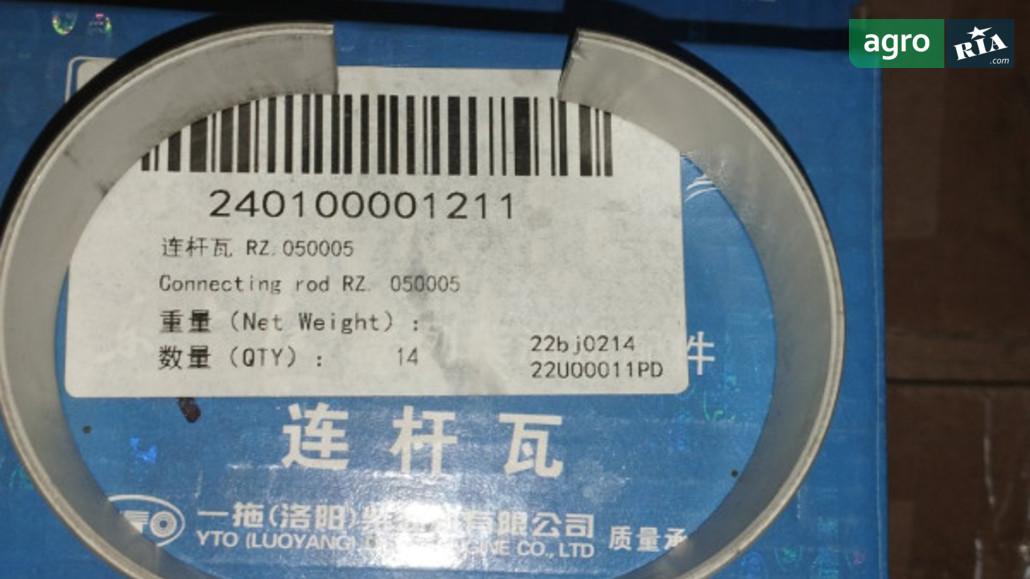 agro
RIA
.com
240100001211
连杆瓦 RZ.050005
Connecting rod RZ. 050005
重量（Net Weight）：
数量（QTY）： 14
22bj0214
22U00011PD
件
连杆瓦
一拖(洛阳)柴 有限公司
YTO (LUOYANG) CO., LTD
质量承